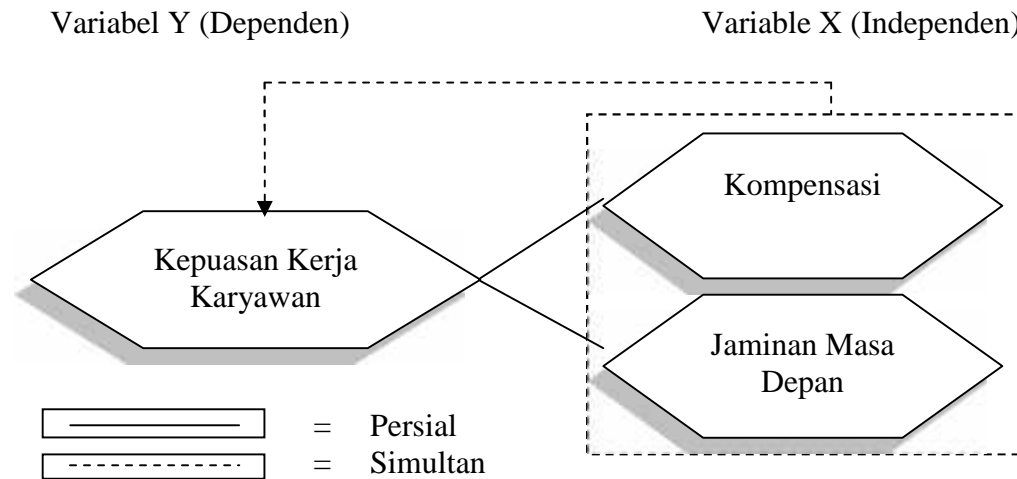 Variabel Y (Dependen)
Variable X (Independen)
Kompensasi
Kepuasan Kerja
Karyawan
Jaminan Masa
Depan
= Persial
= Simultan